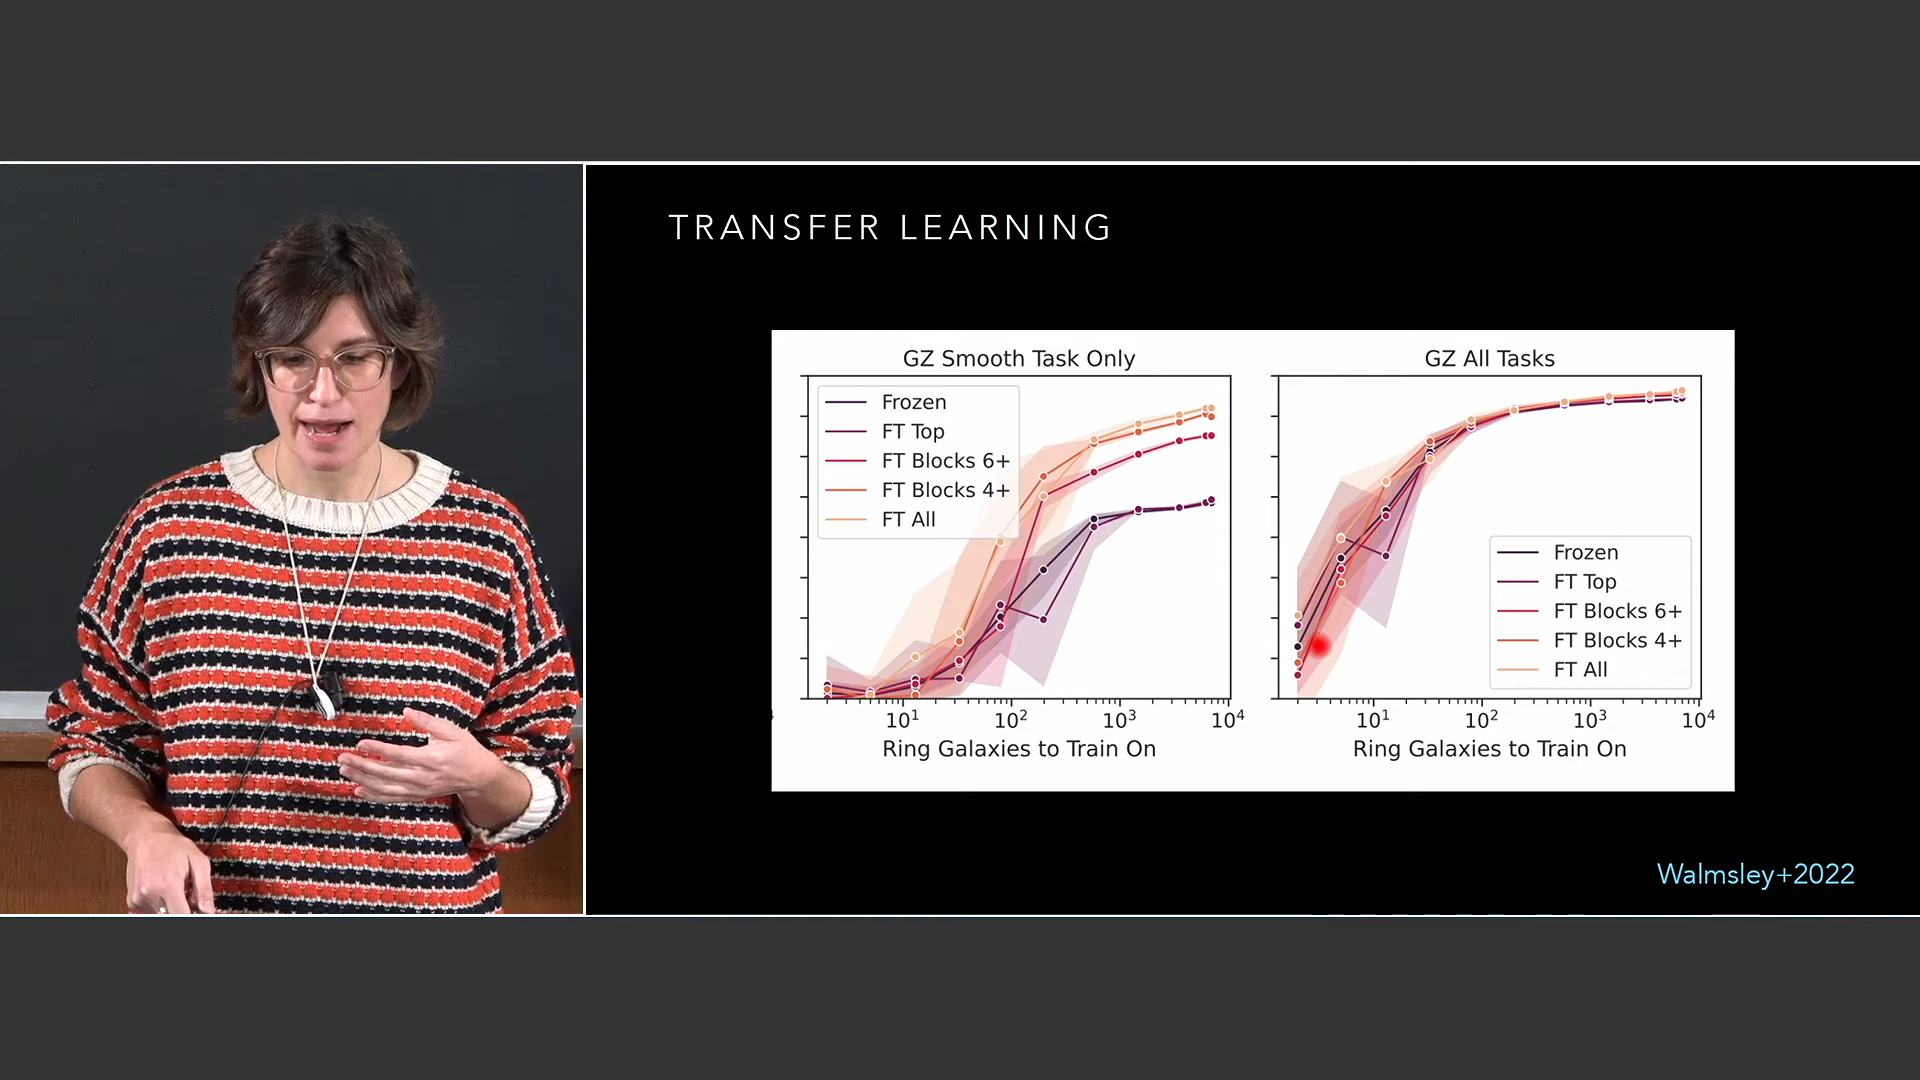 TRANSFER LEARNING
GZ Smooth Task Only
Frozen
FT Top
FT Blocks 6+
FT Blocks 4+
FT All
10¹ 10² 10³ 10⁴
Ring Galaxies to Train On
GZ All Tasks
Frozen
FT Top
FT Blocks 6+
FT Blocks 4+
FT All
10¹ 10² 10³ 10⁴
Ring Galaxies to Train On
Walmsley+2022